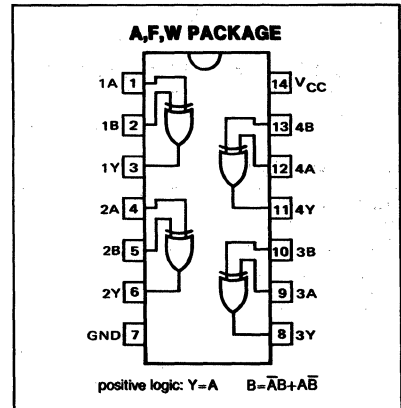 A,F,W PACKAGE
1A 1
14 VCC
1B 2
13 4B
1Y 3
12 4A
2A 4
11 4Y
2B 5
10 3B
2Y 6
9 3A
GND 7
8 3Y
positive logic: Y=A B=A̅B+AB̅